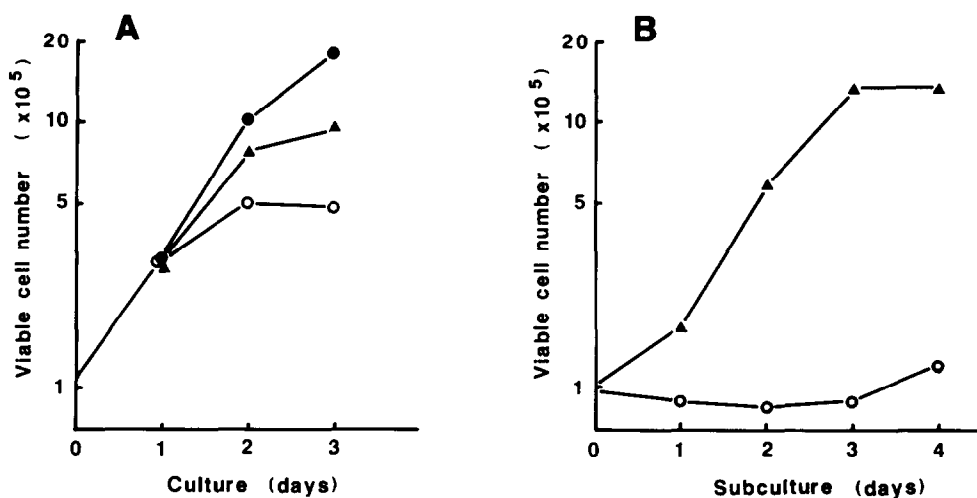 A
Viable cell number ( x10 5 )
20
10
5
1
0 1 2 3
Culture (days)
B
Viable cell number ( x10 5 )
20
10
5
1
0 1 2 3 4
Subculture (days)